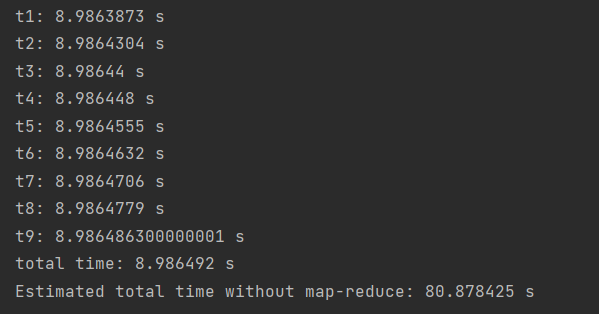 t1: 8.9863873 s
t2: 8.9864304 s
t3: 8.98644 s
t4: 8.986448 s
t5: 8.9864555 s
t6: 8.9864632 s
t7: 8.9864706 s
t8: 8.9864779 s
t9: 8.986486300000001 s
total time: 8.986492 s
Estimated total time without map-reduce: 80.878425 s